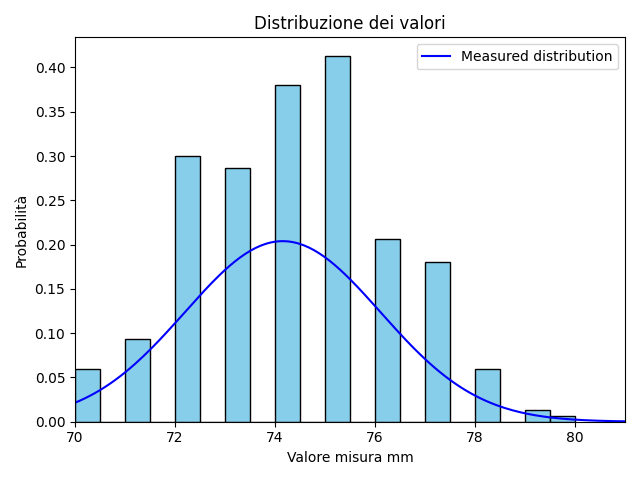 Distribuzione dei valori
Measured distribution
0.40
0.35
0.30
0.25
0.20
0.15
0.10
0.05
0.00
Probabilità
70 72 74 76 78 80
Valore misura mm